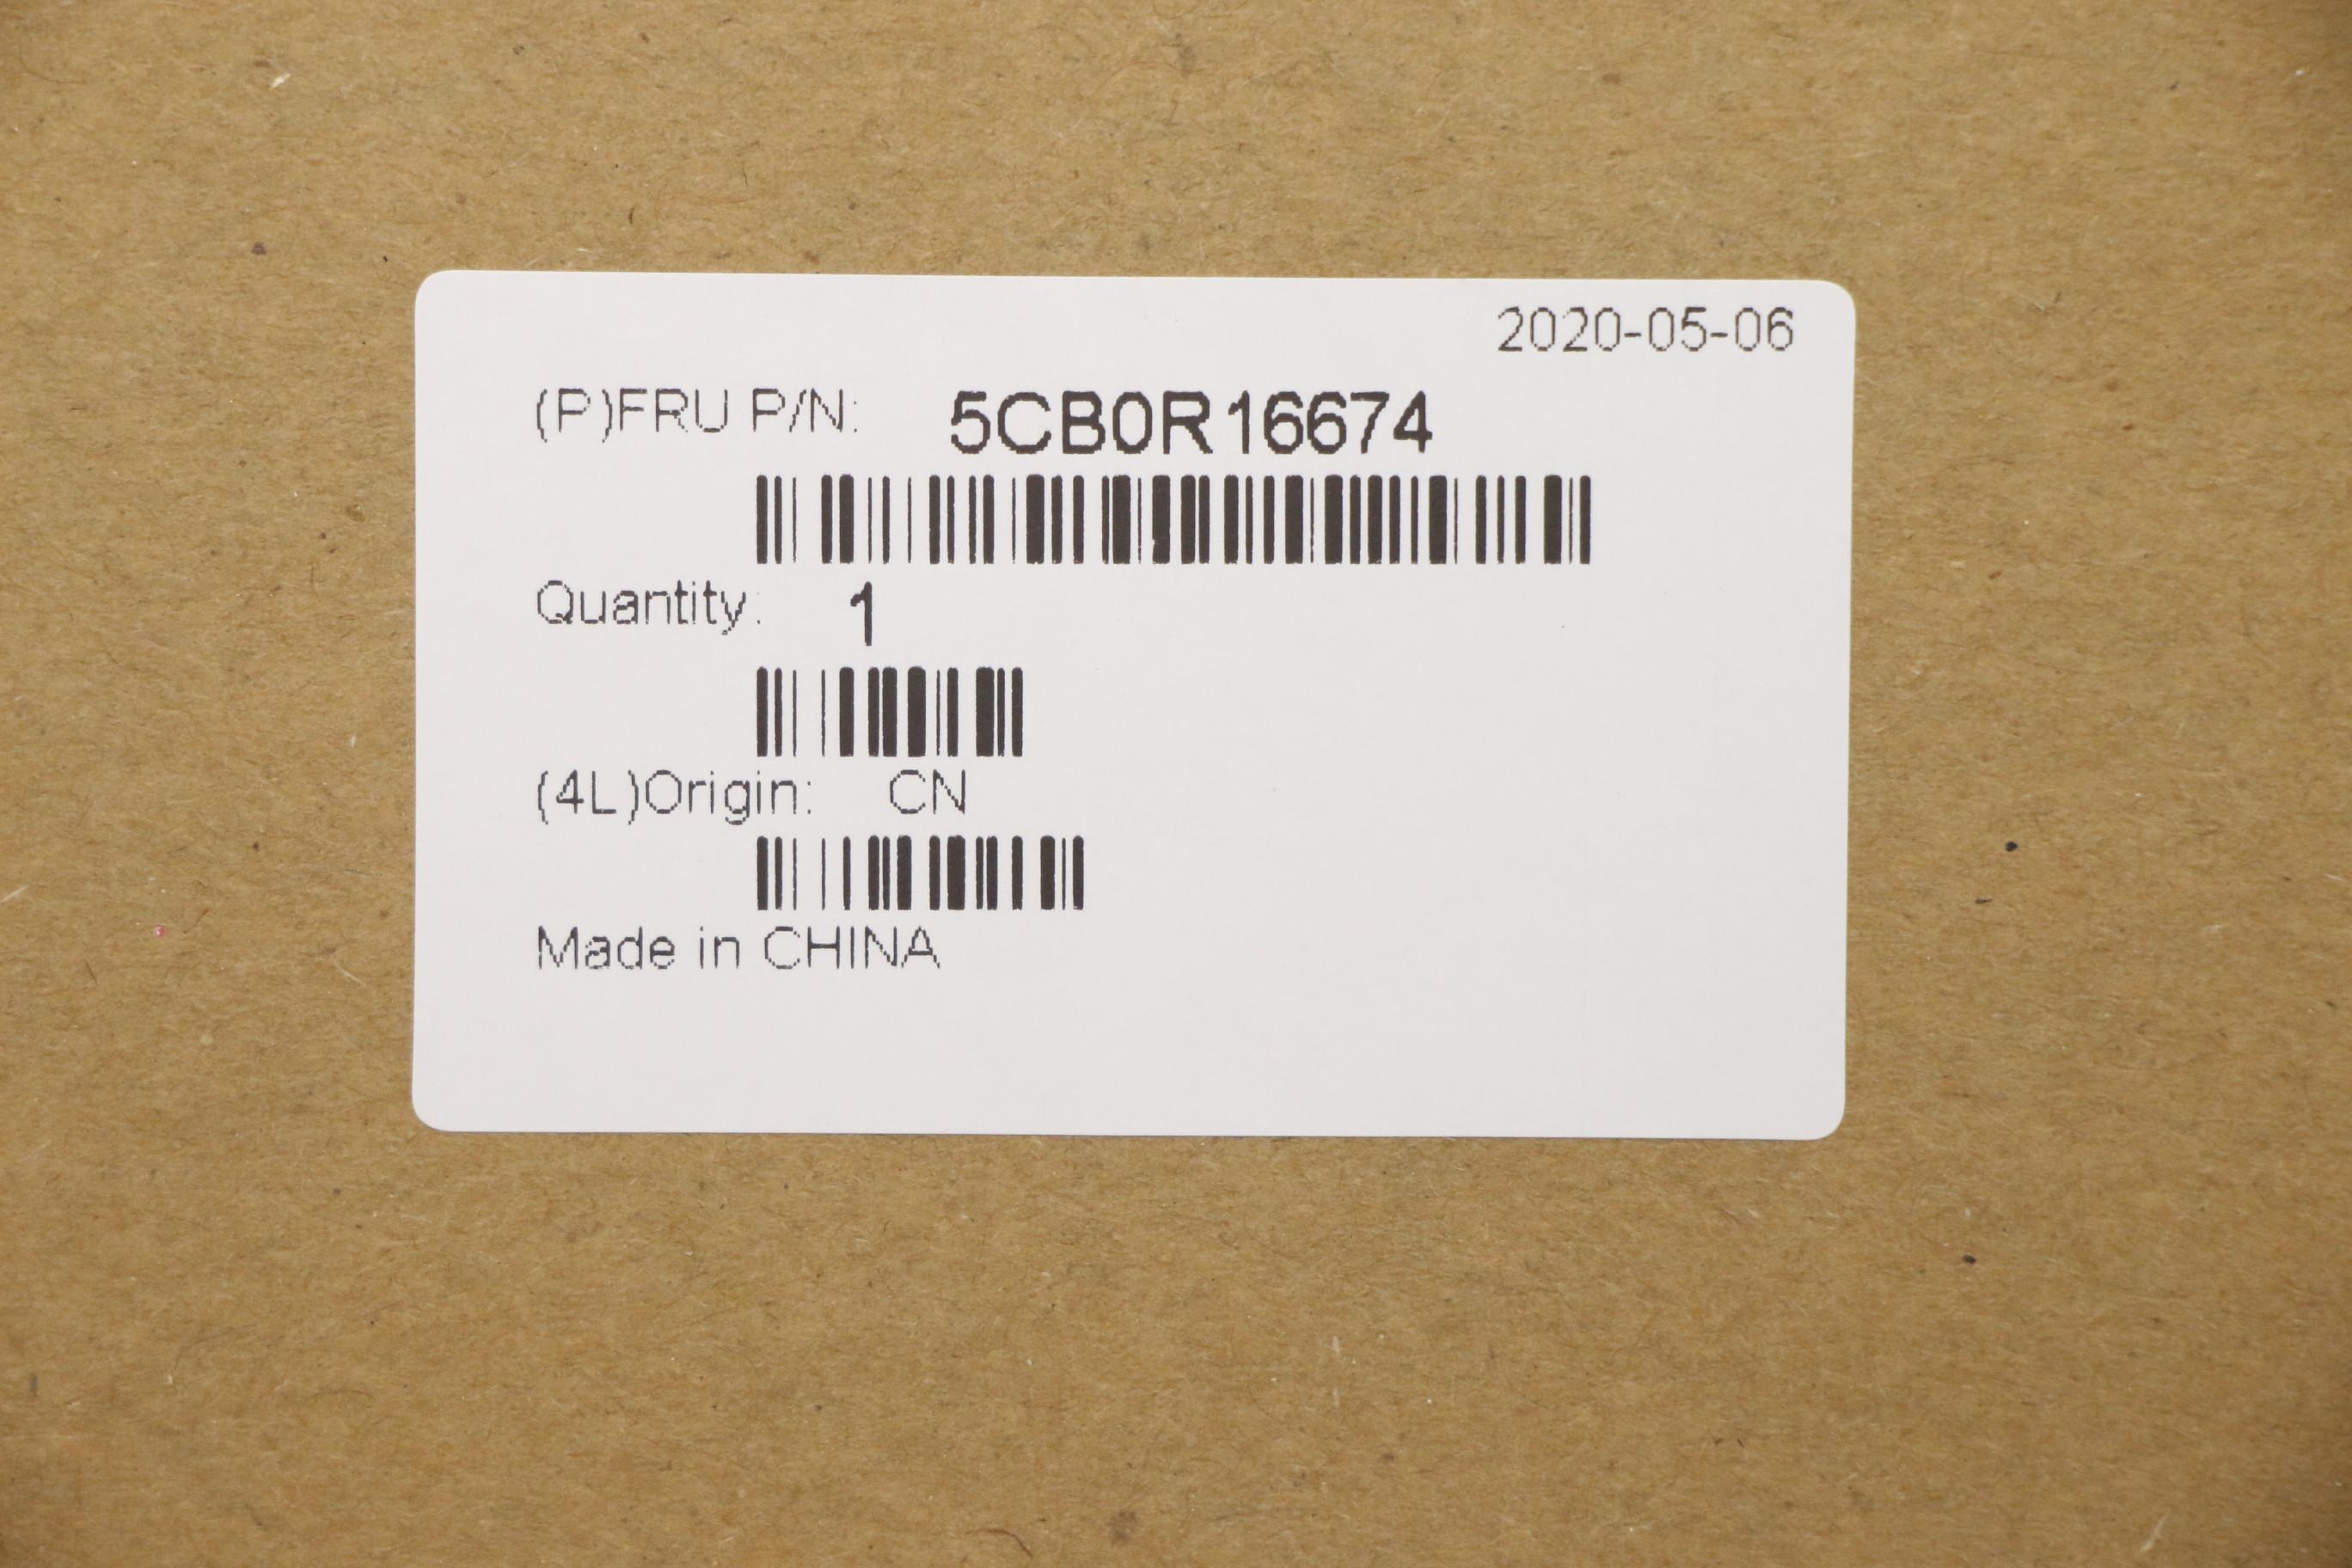 2020-05-06
(P)FRU P/N: 5CB0R16674
Quantity: 1
(4L)Origin: CN
Made in CHINA